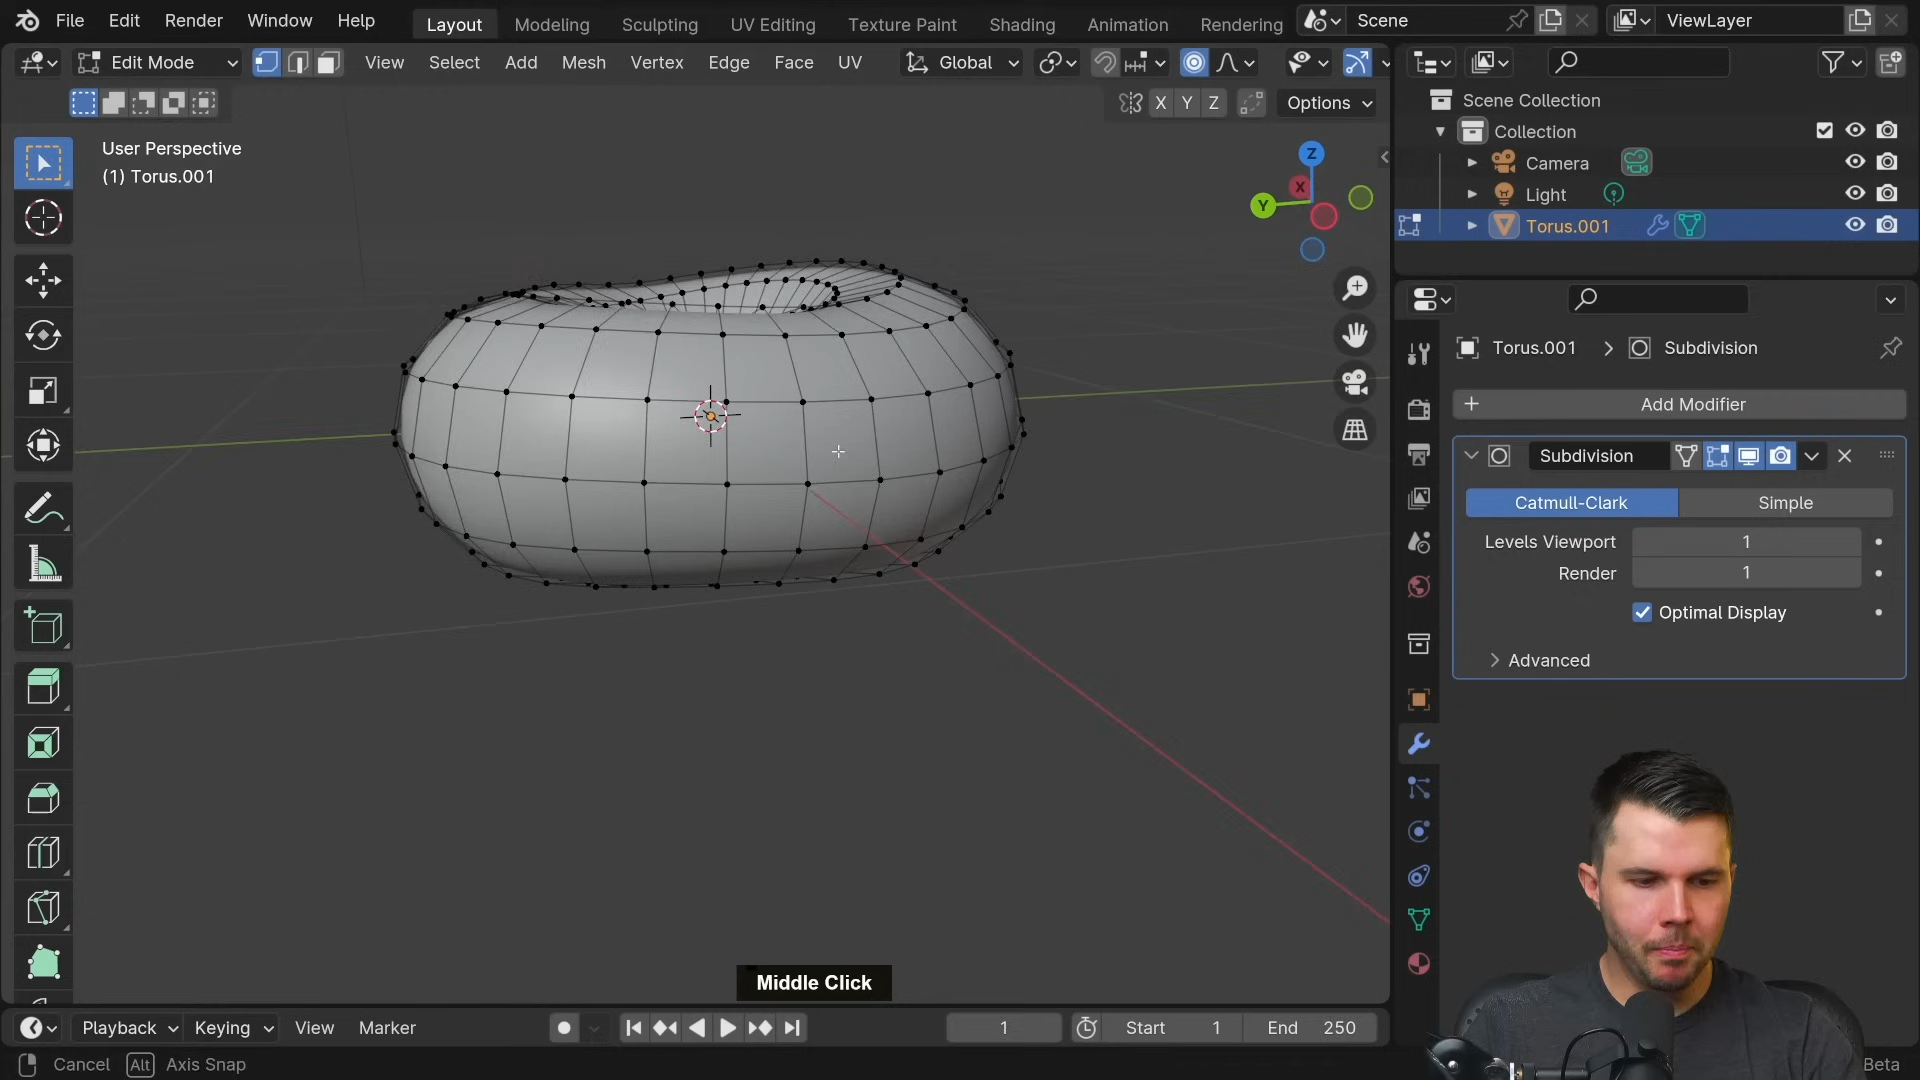 File Edit Render Window Help Layout Modeling Sculpting UV Editing Texture Paint Shading Animation Rendering Scene ViewLayer
Edit Mode View Select Add Mesh Vertex Edge Face UV Global
X Y Z Options
User Perspective
(1) Torus.001
Z
X
Y
Scene Collection
Collection
Camera
Light
Torus.001
Torus.001 > Subdivision
+ Add Modifier
Subdivision
Catmull-Clark Simple
Levels Viewport 1
Render 1
Optimal Display
Advanced
Middle Click
Playback Keying View Marker 1 Start 1 End 250
Cancel Alt Axis Snap Beta